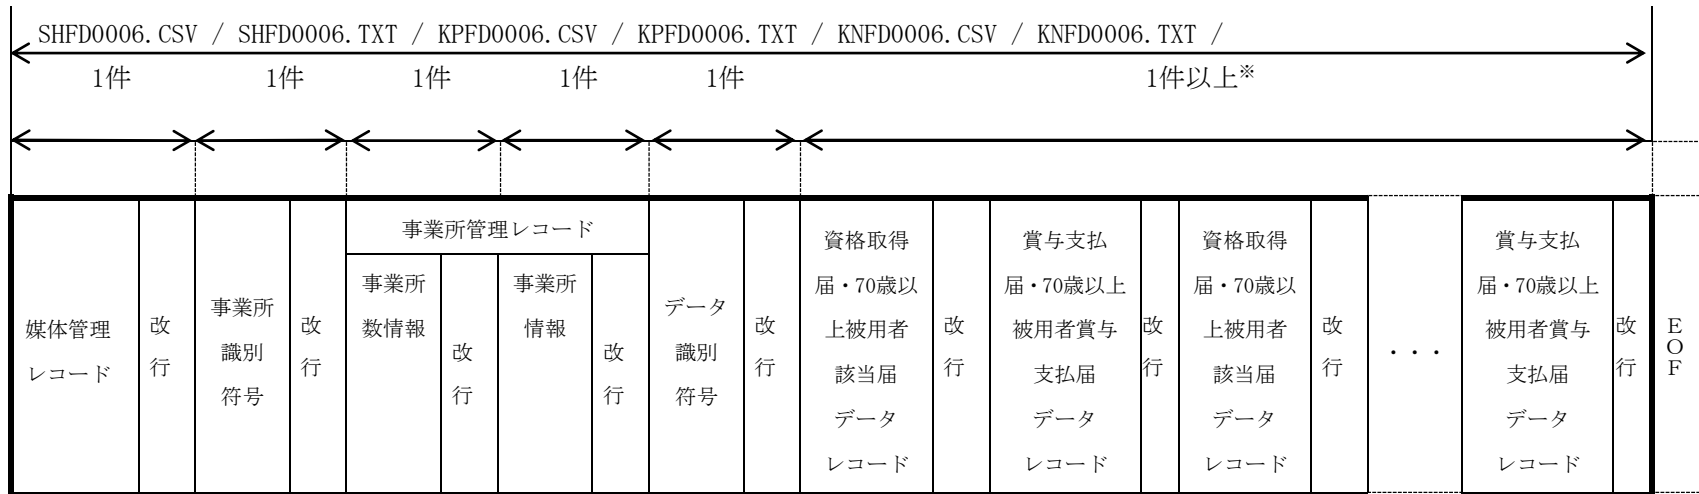 SHFD0006.CSV / SHFD0006.TXT / KPFD0006.CSV / KPFD0006.TXT / KNFD0006.CSV / KNFD0006.TXT /
1件 1件 1件 1件 1件 1件以上※
媒体管理
レコード
改
行
事業所
識別
符号
改
行
事業所管理レコード
事業所
数情報
改
行
事業所
情報
改
行
データ
識別
符号
改
行
資格取得
届・70歳以
上被用者
該当届
データ
レコード
改
行
賞与支払
届・70歳以上
被用者賞与
支払届
データ
レコード
改
行
資格取得
届・70歳以
上被用者
該当届
データ
レコード
改
行
・・・
賞与支払
届・70歳以上
被用者賞与
支払届
データ
レコード
改
行
E
O
F